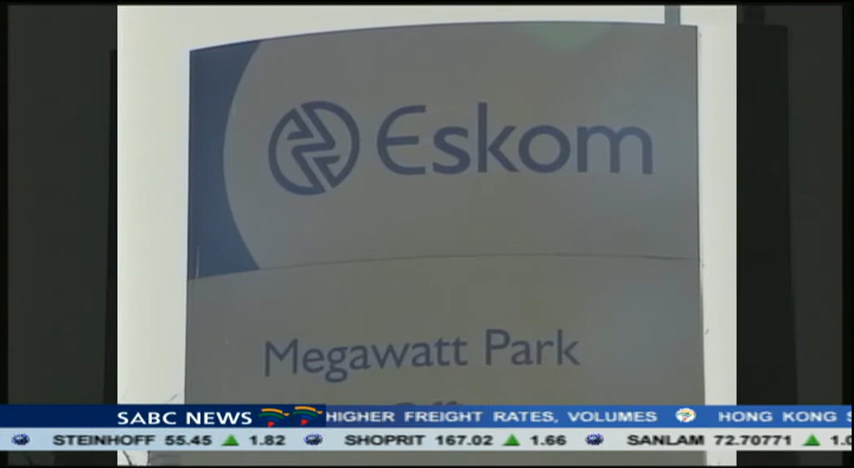 Eskom
Megawatt Park
SABC NEWS HIGHER FREIGHT RATES, VOLUMES HONG KONG
STEINHOFF 55.45 1.82 SHOPRIT 167.02 1.66 SANLAM 72.70771